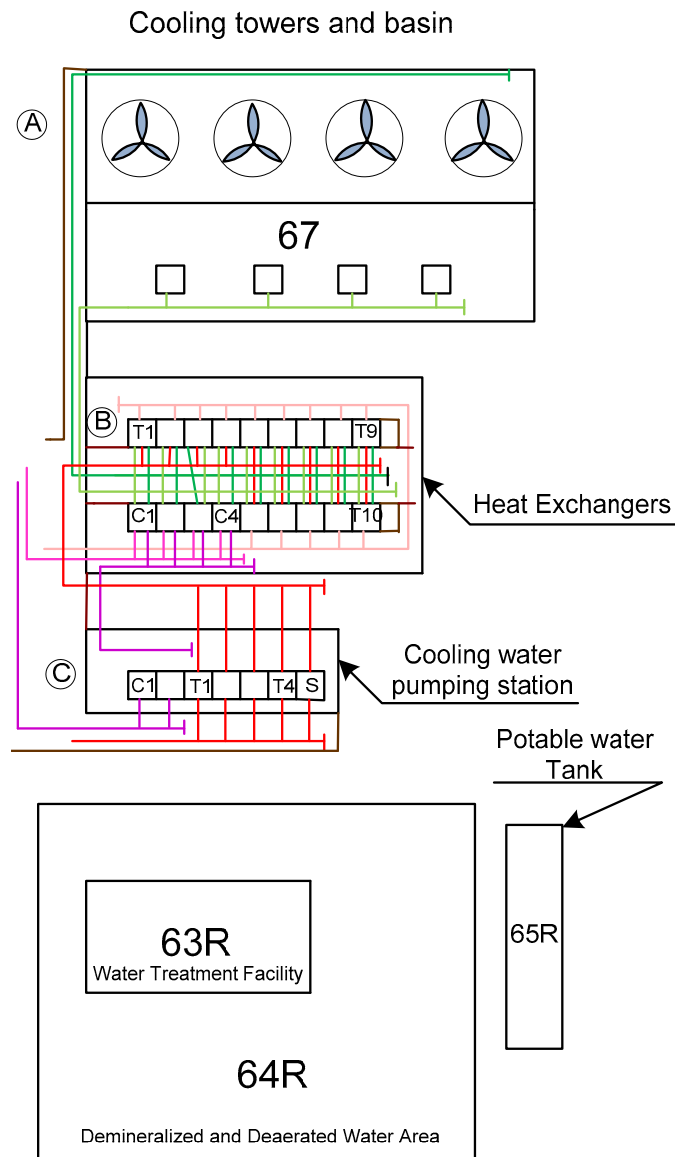 Cooling towers and basin
A
67
B
T1 T9
C1 C4 T10
Heat Exchangers
C
C1 T1 T4 S
Cooling water
pumping station
Potable water
Tank
63R
Water Treatment Facility
65R
64R
Demineralized and Deaerated Water Area